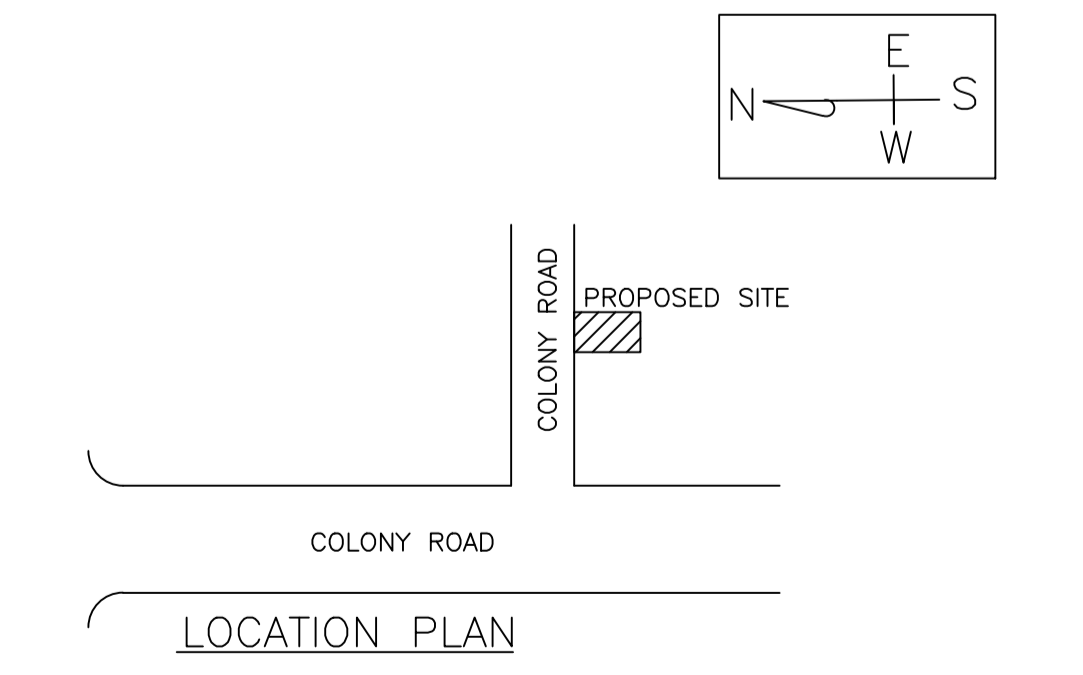 E
N S
W
COLONY ROAD
PROPOSED SITE
COLONY ROAD
LOCATION PLAN